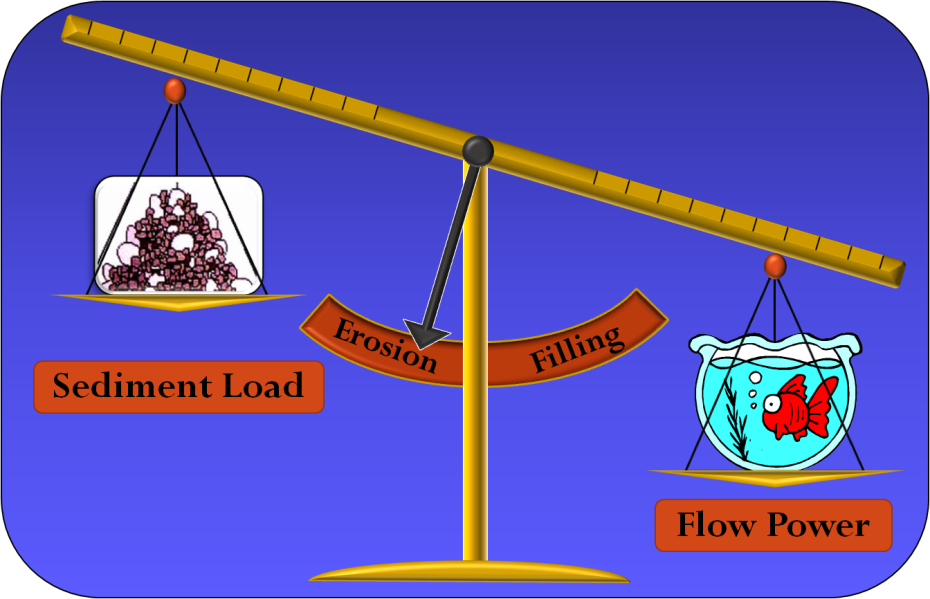 Erosion
Filling
Sediment Load
Flow Power